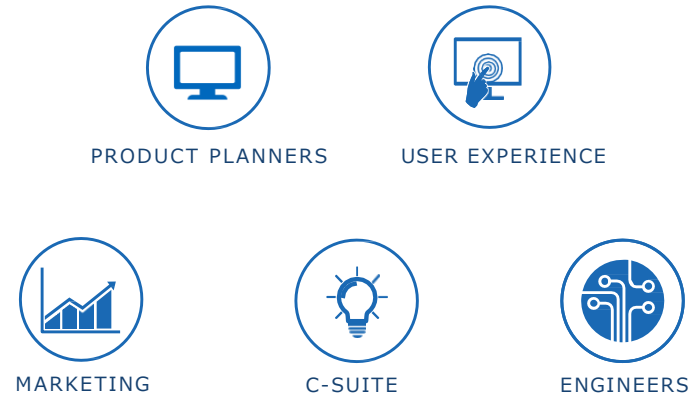 PRODUCT PLANNERS
USER EXPERIENCE
MARKETING
C-SUITE
ENGINEERS